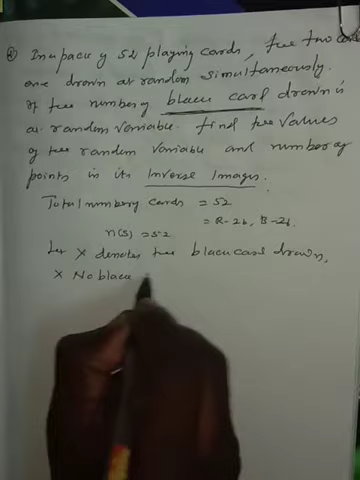 In a pack of 52 playing cards, the two cards
are drawn at random simultaneously.
if the number of black card drawn is
a random variable. find the values
of the random variable and number of
points in its Inverse Images.
Total number of cards = 52
= R-26, B-26.
n(S) = 52
Let X denotes the black card drawn,
X No black